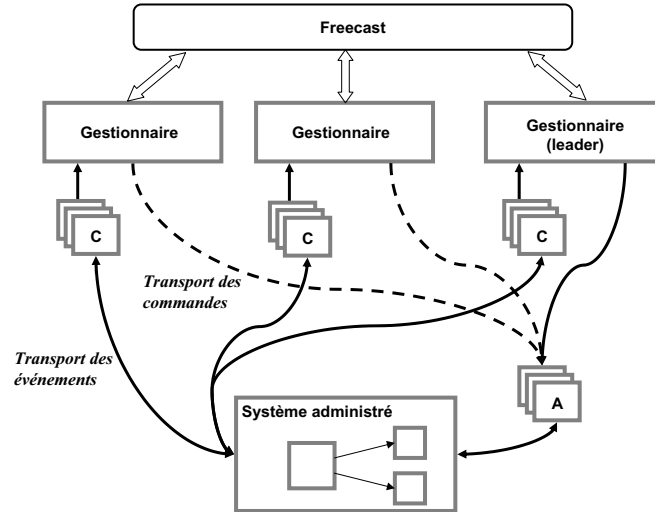 Freecast
Gestionnaire
Gestionnaire
Gestionnaire
(leader)
C
C
C
Transport des
commandes
Transport des
événements
A
Système administré